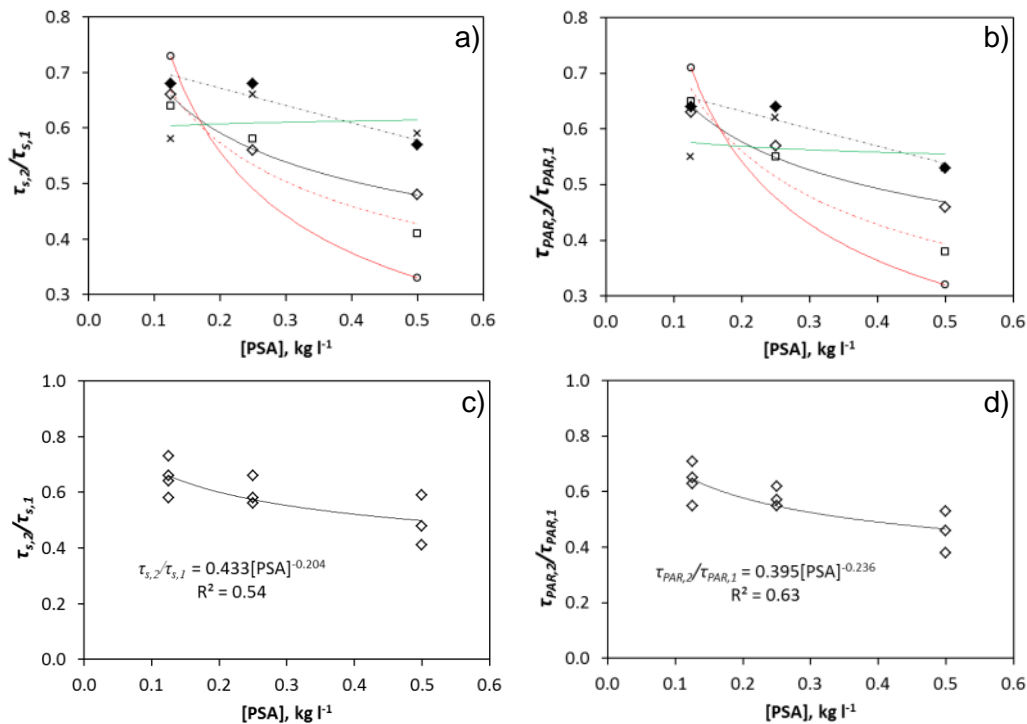 a)
0.8
0.7
0.6
0.5
0.4
0.3
τs,2/τs,1
0.0 0.1 0.2 0.3 0.4 0.5 0.6
[PSA], kg l-1
b)
0.8
0.7
0.6
0.5
0.4
0.3
τPAR,2/τPAR,1
0.0 0.1 0.2 0.3 0.4 0.5 0.6
[PSA], kg l-1
c)
1.0
0.8
0.6
0.4
0.2
0.0
τs,2/τs,1
τs,2/τs,1 = 0.433[PSA]-0.204
R² = 0.54
0.0 0.1 0.2 0.3 0.4 0.5 0.6
[PSA], kg l-1
d)
1.0
0.8
0.6
0.4
0.2
0.0
τPAR,2/τPAR,1
τPAR,2/τPAR,1 = 0.395[PSA]-0.236
R² = 0.63
0.0 0.1 0.2 0.3 0.4 0.5 0.6
[PSA], kg l-1